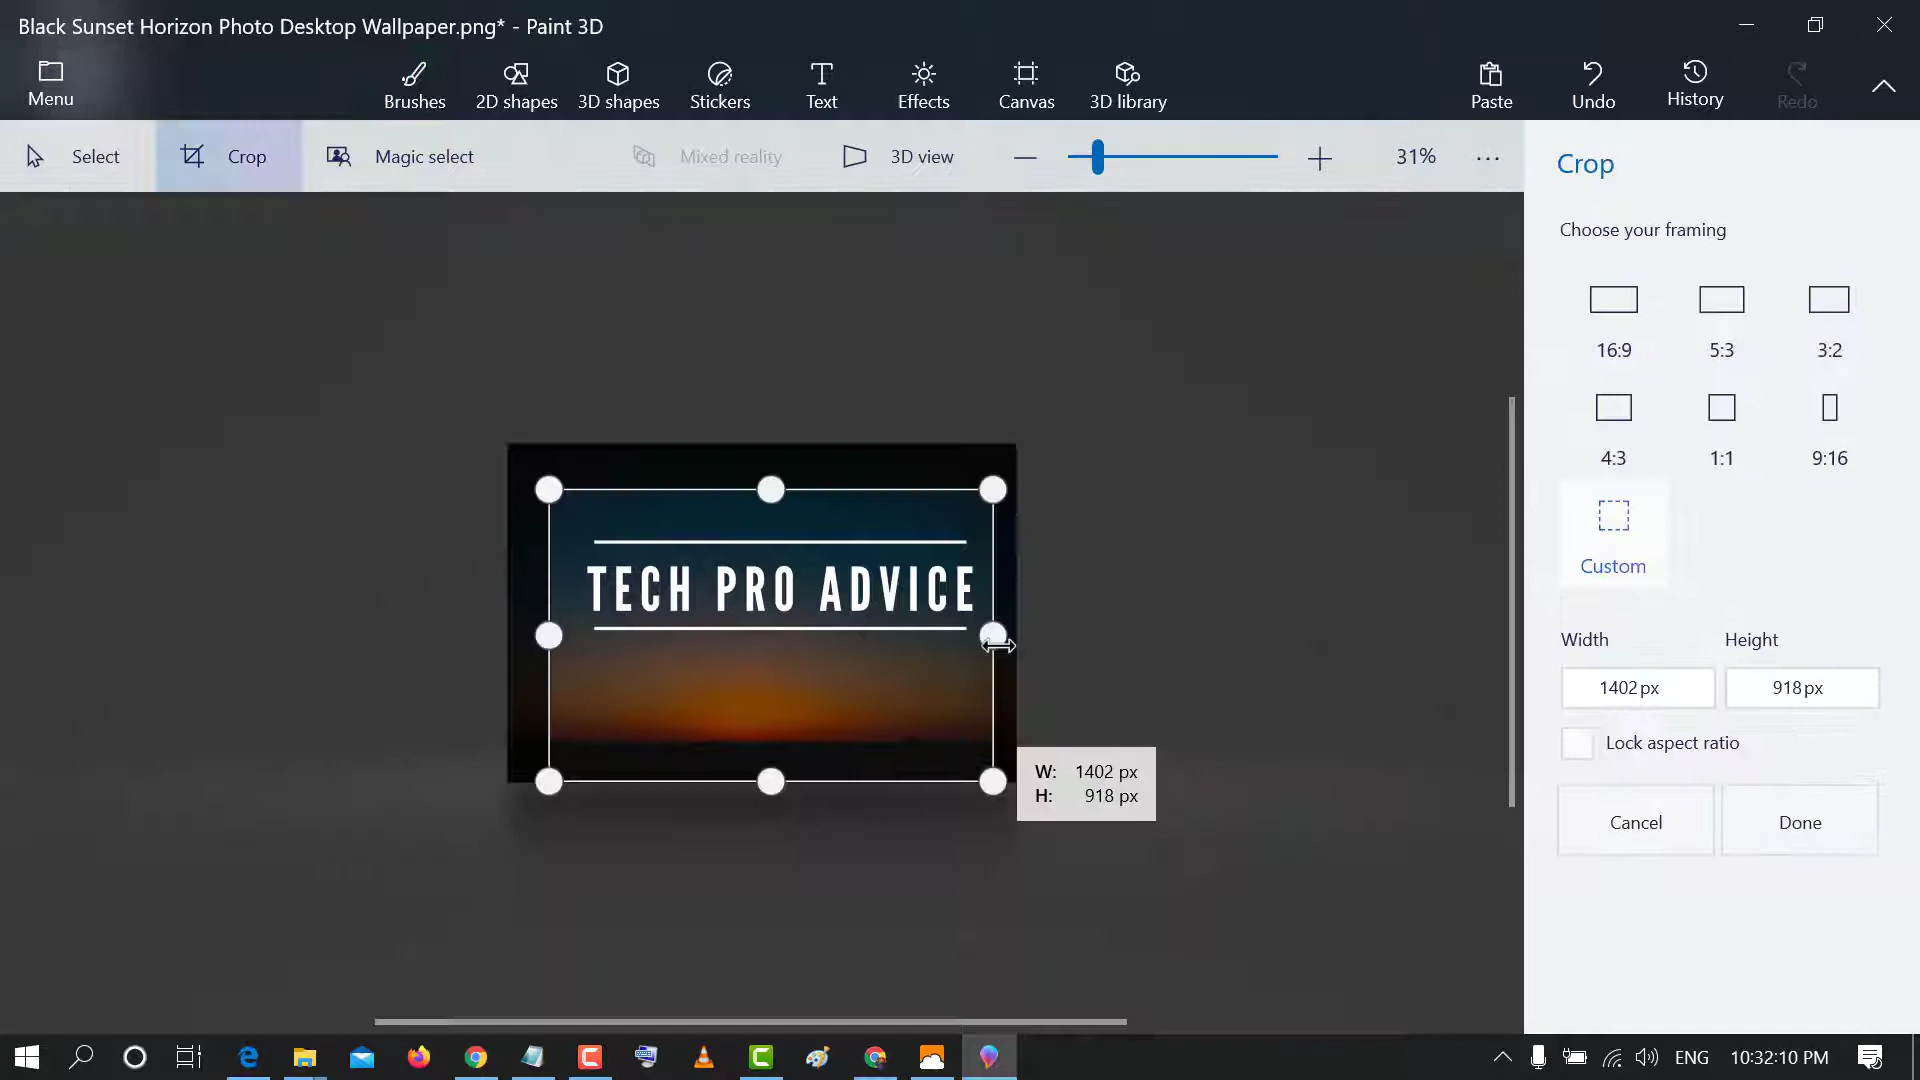 Black Sunset Horizon Photo Desktop Wallpaper.png* - Paint 3D
Menu
Brushes
2D shapes
3D shapes
Stickers
Text
Effects
Canvas
3D library
Paste
Undo
History
Redo
Select
Crop
Magic select
Mixed reality
3D view
31%
Crop
Choose your framing
16:9
5:3
3:2
4:3
1:1
9:16
Custom
TECH PRO ADVICE
Width
Height
1402 px
918 px
Lock aspect ratio
W: 1402 px
H: 918 px
Cancel
Done
ENG
10:32:10 PM